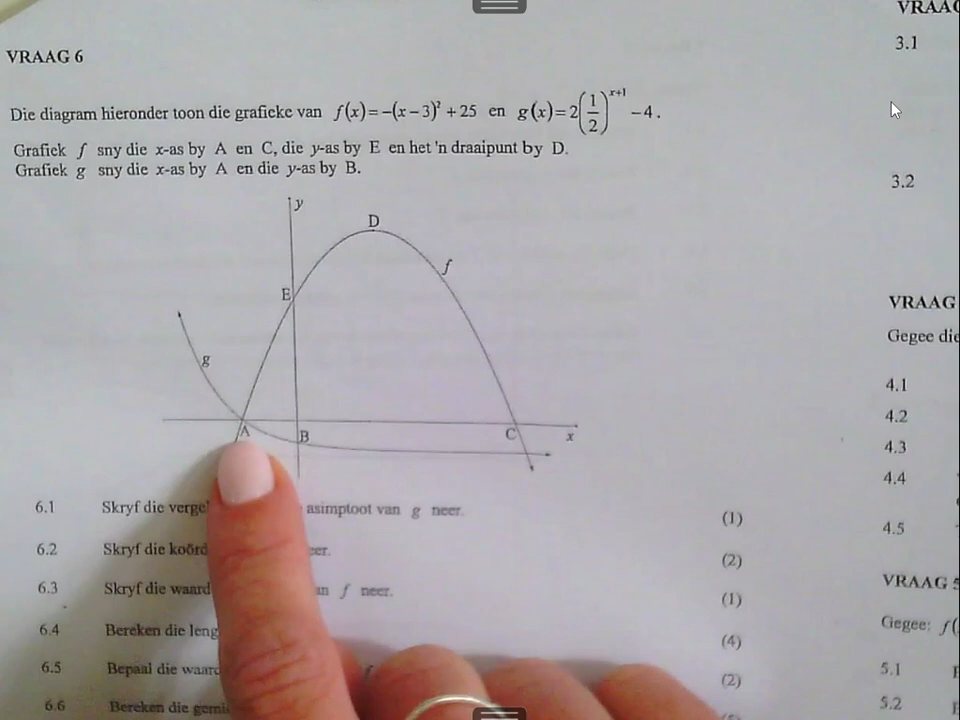 VRAAG 6
Die diagram hieronder toon die grafieke van f(x)=−(x−3)²+25 en g(x)=2(1/2)^(x+1) −4.
Grafiek f sny die x-as by A en C, die y-as by E en het 'n draaipunt by D.
Grafiek g sny die x-as by A en die y-as by B.
y
D
f
E
g
A
B
C
x
6.1 Skryf die asimptoot van g neer. (1)
6.2 Skryf die (2)
6.3 Skryf die f neer. (1)
6.4 Bereken die (4)
6.5 Bepaal die (2)
6.6 Bereken die
3.1
3.2
VRAAG
Gegee die
4.1
4.2
4.3
4.4
4.5
VRAAG 5
Gegee: f(
5.1
5.2